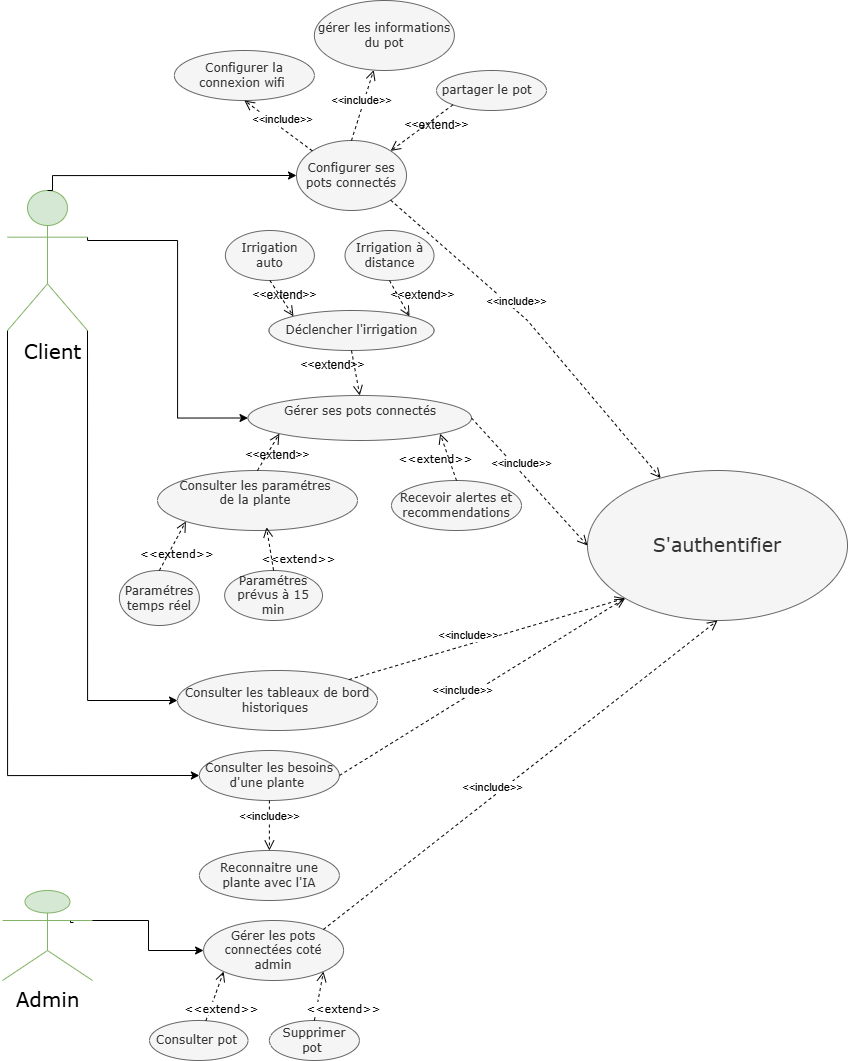 gérer les informations
du pot
Configurer la
connexion wifi
partager le pot
<<include>>
<<include>>
<<extend>>
Configurer ses
pots connectés
Client
Irrigation
auto
Irrigation à
distance
<<extend>>
<<extend>>
<<include>>
Déclencher l'irrigation
<<extend>>
Gérer ses pots connectés
<<extend>>
<<extend>>
<<include>>
Consulter les paramétres
de la plante
Recevoir alertes et
recommendations
S'authentifier
<<extend>>
<<extend>>
Paramétres
temps réel
Paramétres
prévus à 15
min
<<include>>
Consulter les tableaux de bord
historiques
<<include>>
Consulter les besoins
d'une plante
<<include>>
<<include>>
Reconnaitre une
plante avec l'IA
Admin
Gérer les pots
connectées coté
admin
<<extend>>
<<extend>>
Consulter pot
Supprimer
pot